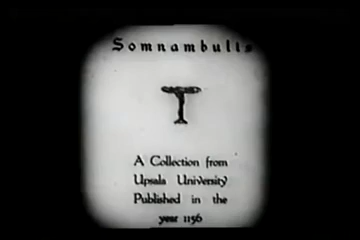 Somnambulis
A Collection from
Upsala University
Published in the
year 1156